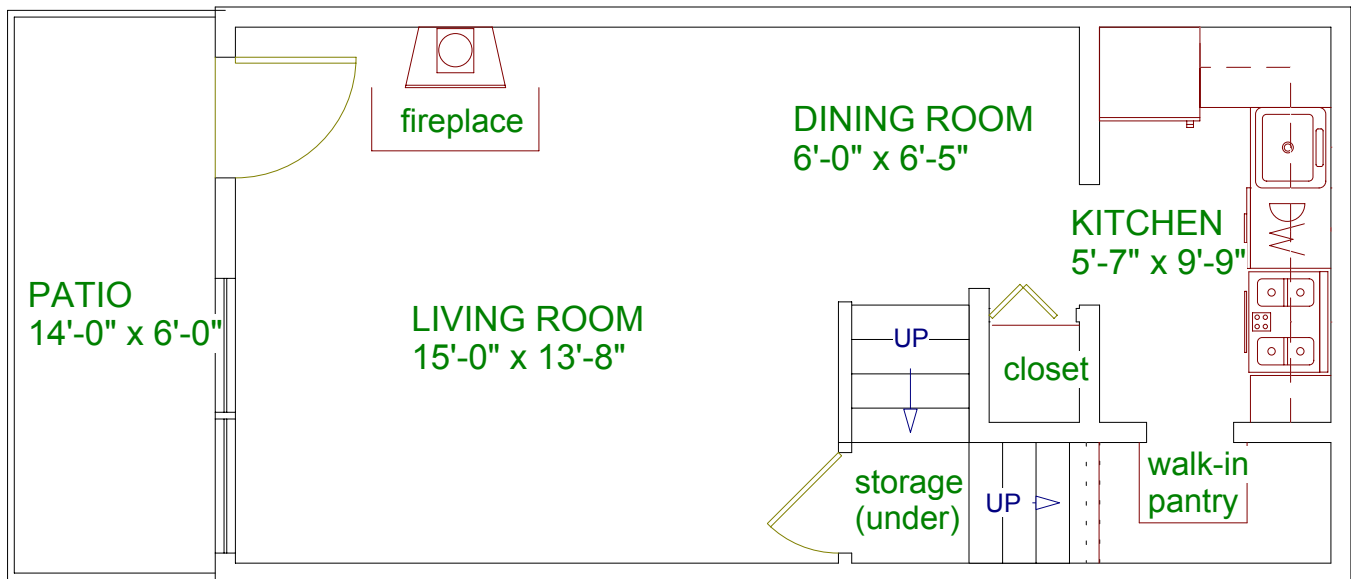 fireplace
DINING ROOM
6'-0" x 6'-5"
KITCHEN
5'-7" x 9'-9"
PATIO
14'-0" x 6'-0"
LIVING ROOM
15'-0" x 13'-8"
UP
closet
storage
(under)
UP
walk-in
pantry